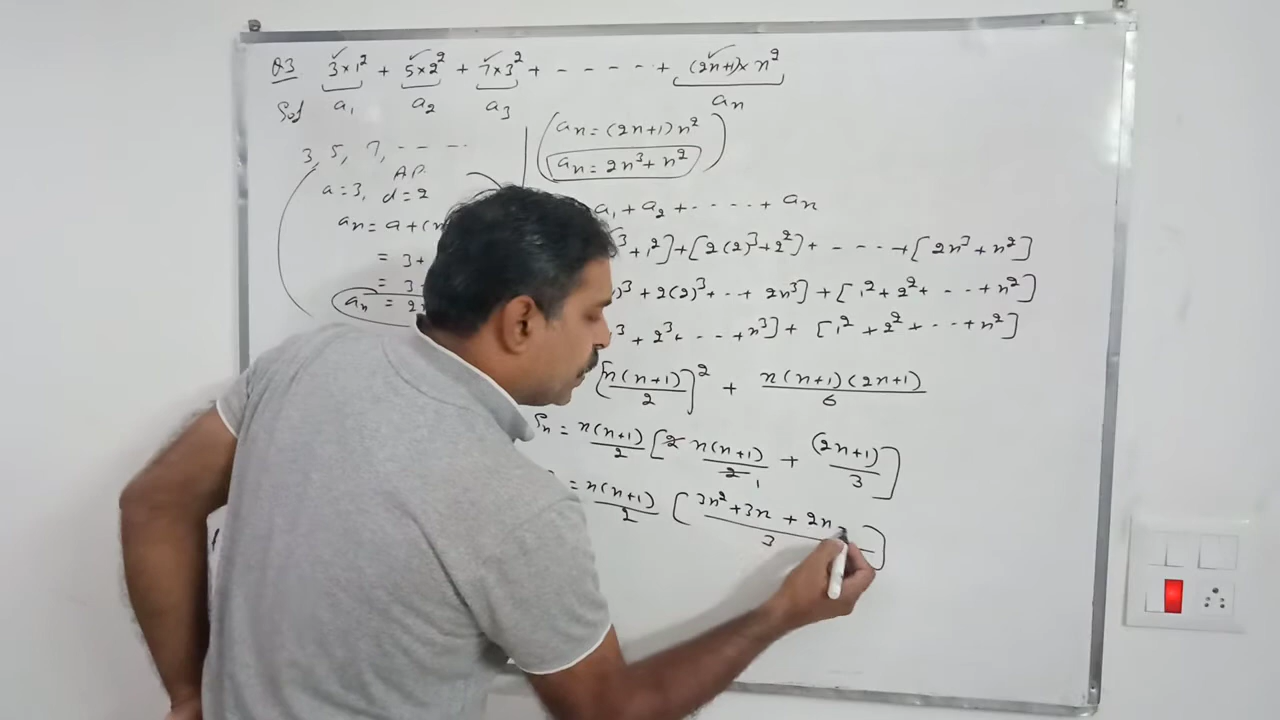 Q3 3×1² + 5×2² + 7×3² + - - - - - + (2n+1)×n²
Sol a₁ a₂ a₃ aₙ
3, 5, 7, - - - -
A.P.
a=3, d=2
aₙ = a+(n
= 3+
= 3+
aₙ = 2n
aₙ = (2n+1)n²
aₙ = 2n³+n²
a₁ + a₂ + - - - - + aₙ
³ + 1²] + [2(2)³+2²] + - - - - + [2n³+n²]
)³ + 2(2)³ + - - + 2n³] + [1² + 2² + - - - + n²]
³ + 2³ + - - - + n³] + [1² + 2² + - - - + n²]
[n(n+1)/2]² + n(n+1)(2n+1)/6
Sₙ = n(n+1)/2 [2 n(n+1)/2 1 + (2n+1)/3]
= n(n+1)/2 [3n²+3n + 2n /3]